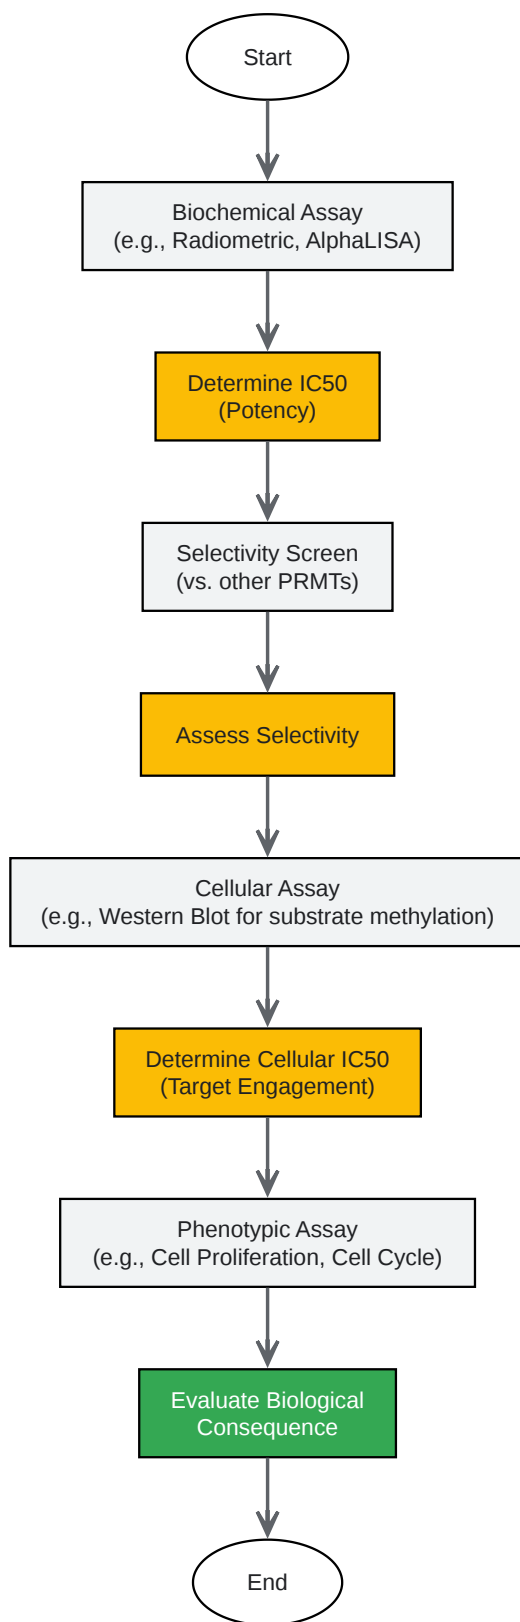 Start
Biochemical Assay
(e.g., Radiometric, AlphaLISA)
Determine IC50
(Potency)
Selectivity Screen
(vs. other PRMTs)
Assess Selectivity
Cellular Assay
(e.g., Western Blot for substrate methylation)
Determine Cellular IC50
(Target Engagement)
Phenotypic Assay
(e.g., Cell Proliferation, Cell Cycle)
Evaluate Biological
Consequence
End